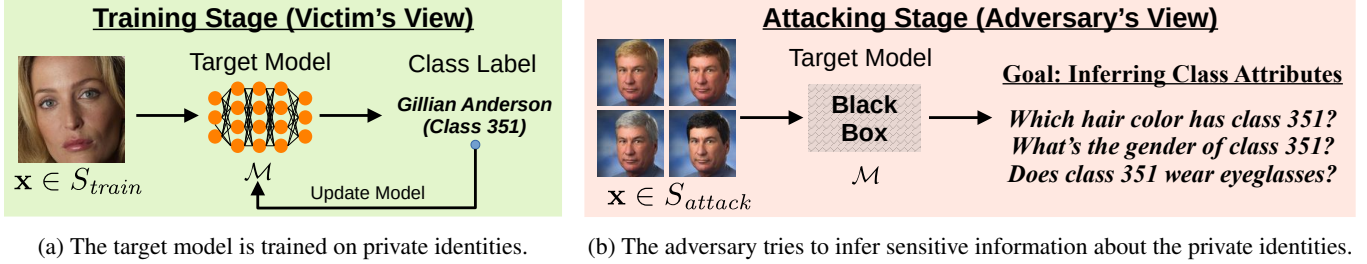 Training Stage (Victim's View)
Target Model
Class Label
Gillian Anderson
(Class 351)
𝐱 ∈ S_train
ℳ
Update Model
(a) The target model is trained on private identities.
Attacking Stage (Adversary's View)
Target Model
Black
Box
𝐱 ∈ S_attack
ℳ
Goal: Inferring Class Attributes
Which hair color has class 351?
What's the gender of class 351?
Does class 351 wear eyeglasses?
(b) The adversary tries to infer sensitive information about the private identities.